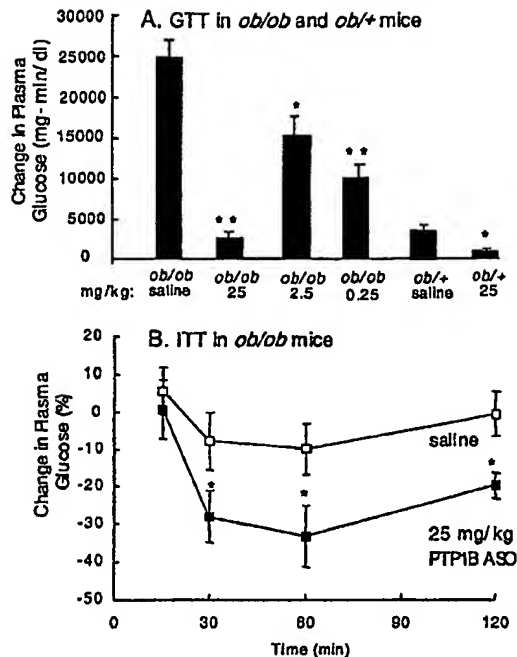 A. GTT in ob/ob and ob/+ mice
Change in Plasma
Glucose (mg-min/dl)
30000
25000
20000
15000
10000
5000
0
* *
*
* *
*
mg/kg:
ob/ob saline
ob/ob 25
ob/ob 2.5
ob/ob 0.25
ob/+ saline
ob/+ 25
B. ITT in ob/ob mice
Change in Plasma
Glucose (%)
20
10
0
-10
-20
-30
-40
-50
*
*
*
saline
25 mg/kg
PTP1B ASO
0
30
60
90
120
Time (min)